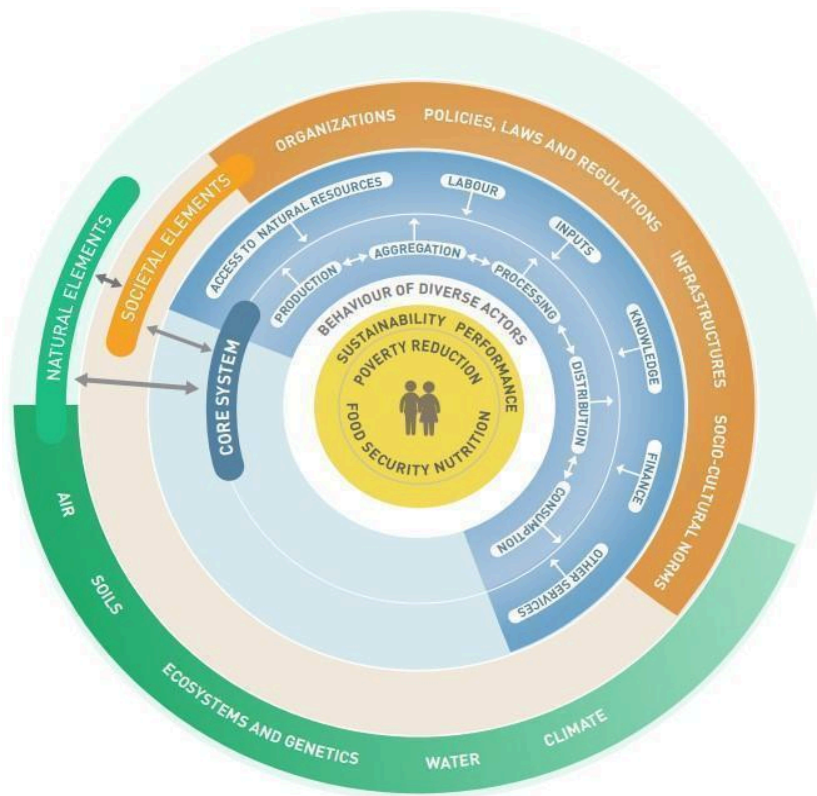 NATURAL ELEMENTS
SOCIETAL ELEMENTS
CORE SYSTEM
ORGANIZATIONS
POLICIES, LAWS AND REGULATIONS
INFRASTRUCTURES
SOCIO-CULTURAL NORMS
ACCESS TO NATURAL RESOURCES
LABOUR
INPUTS
KNOWLEDGE
FINANCE
OTHER SERVICES
PRODUCTION
AGGREGATION
PROCESSING
DISTRIBUTION
CONSUMPTION
BEHAVIOUR OF DIVERSE ACTORS
SUSTAINABILITY PERFORMANCE
POVERTY REDUCTION
FOOD SECURITY NUTRITION
AIR
SOILS
ECOSYSTEMS AND GENETICS
WATER
CLIMATE